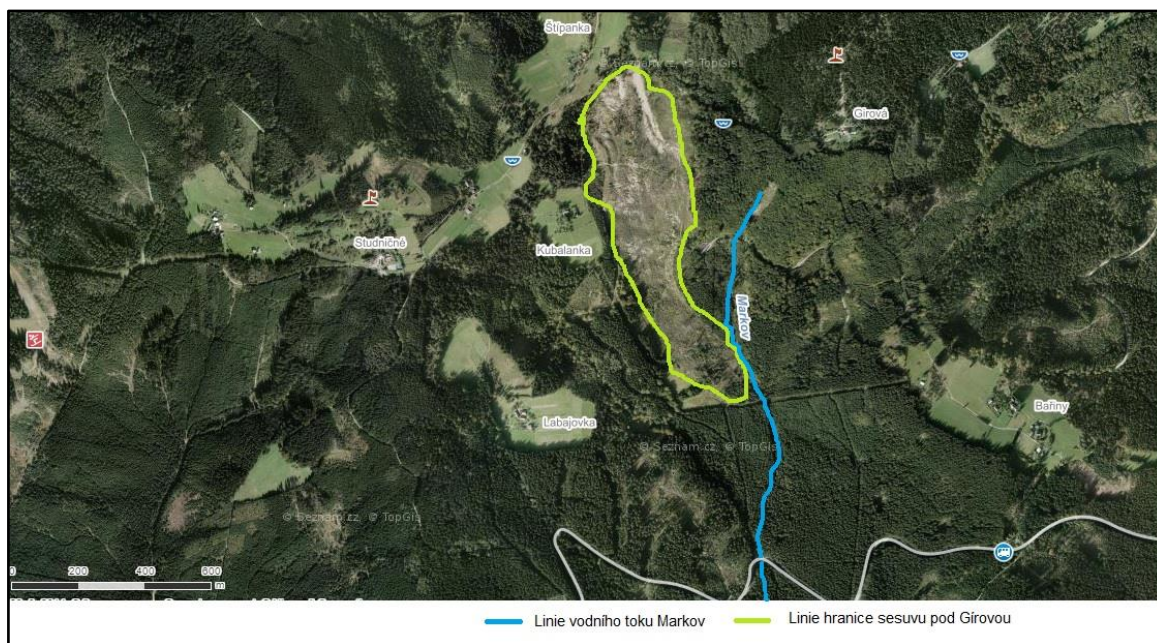 Štípanka
© Seznam.cz, © TopGis
Gírová
Studničné
Kubalanka
Markov
Labajovka
Bařiny
© Seznam.cz, © TopGis
© Seznam.cz, © TopGis
0 200 400 600
m
Linie vodního toku Markov Linie hranice sesuvu pod Gírovou